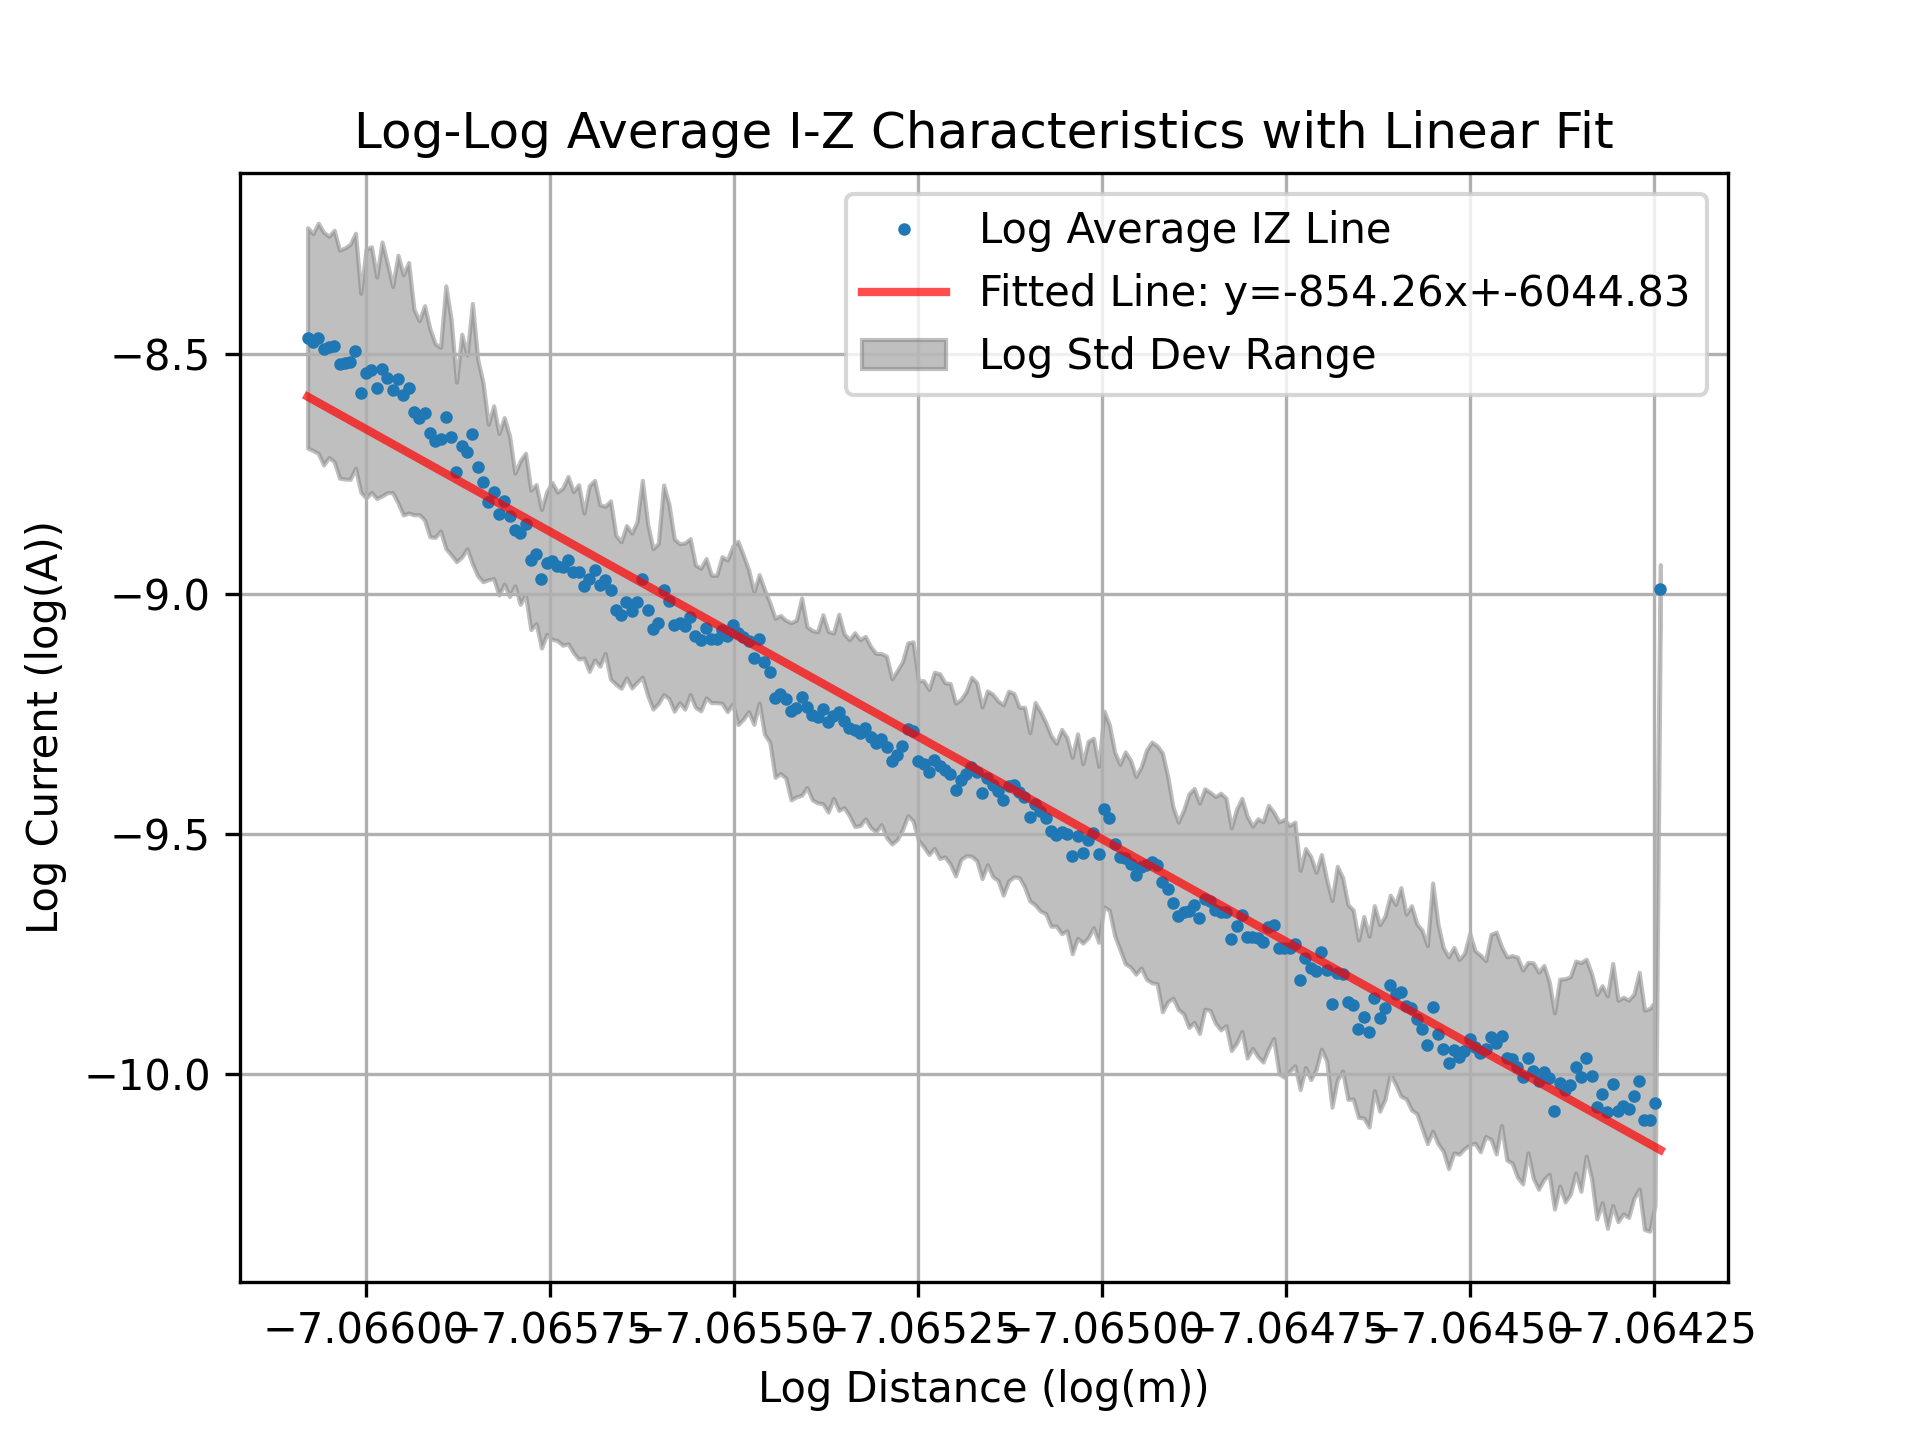 Log-Log Average I-Z Characteristics with Linear Fit
Log Average IZ Line
Fitted Line: y=-854.26x+-6044.83
Log Std Dev Range
−8.5
−9.0
−9.5
−10.0
Log Current (log(A))
−7.06600 −7.06575 −7.06550 −7.06525 −7.06500 −7.06475 −7.06450 −7.06425
Log Distance (log(m))